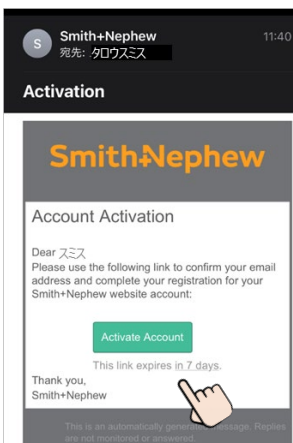 S
Smith+Nephew
11:40
宛先: タロウスミス
Activation
Smith+Nephew
Account Activation
Dear スミス
Please use the following link to confirm your email
address and complete your registration for your
Smith+Nephew website account:
Activate Account
This link expires in 7 days.
Thank you,
Smith+Nephew
This is an automatically generated message. Replies
are not monitored or answered.